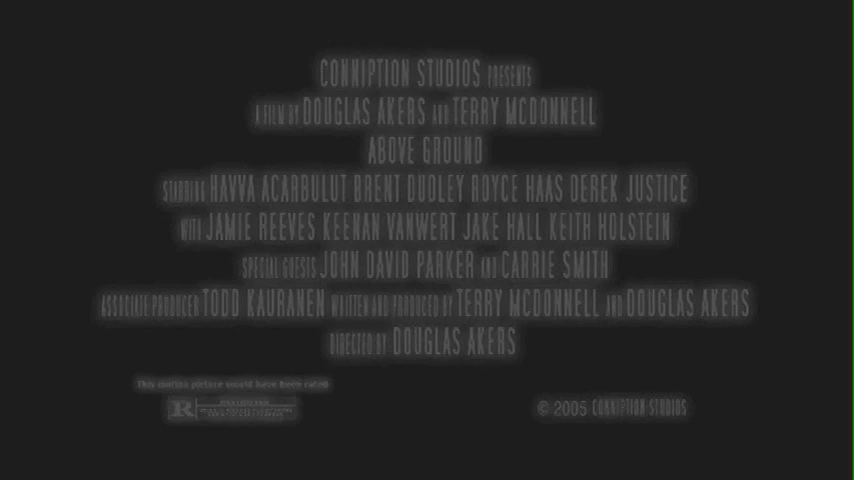 CONNIPTION STUDIOS PRESENTS
A FILM BY DOUGLAS AKERS AND TERRY MCDONNELL
ABOVE GROUND
STARRING HAVVA ACARBULUT BRENT DUDLEY ROYCE HAAS DEREK JUSTICE
WITH JAMIE REEVES KEENAN VANWERT JAKE HALL KEITH HOLSTEIN
SPECIAL GUESTS JOHN DAVID PARKER AND CARRIE SMITH
ASSOCIATE PRODUCER TODD KAURANEN WRITTEN AND PRODUCED BY TERRY MCDONNELL AND DOUGLAS AKERS
DIRECTED BY DOUGLAS AKERS
This motion picture would have been rated
R
© 2005 CONNIPTION STUDIOS